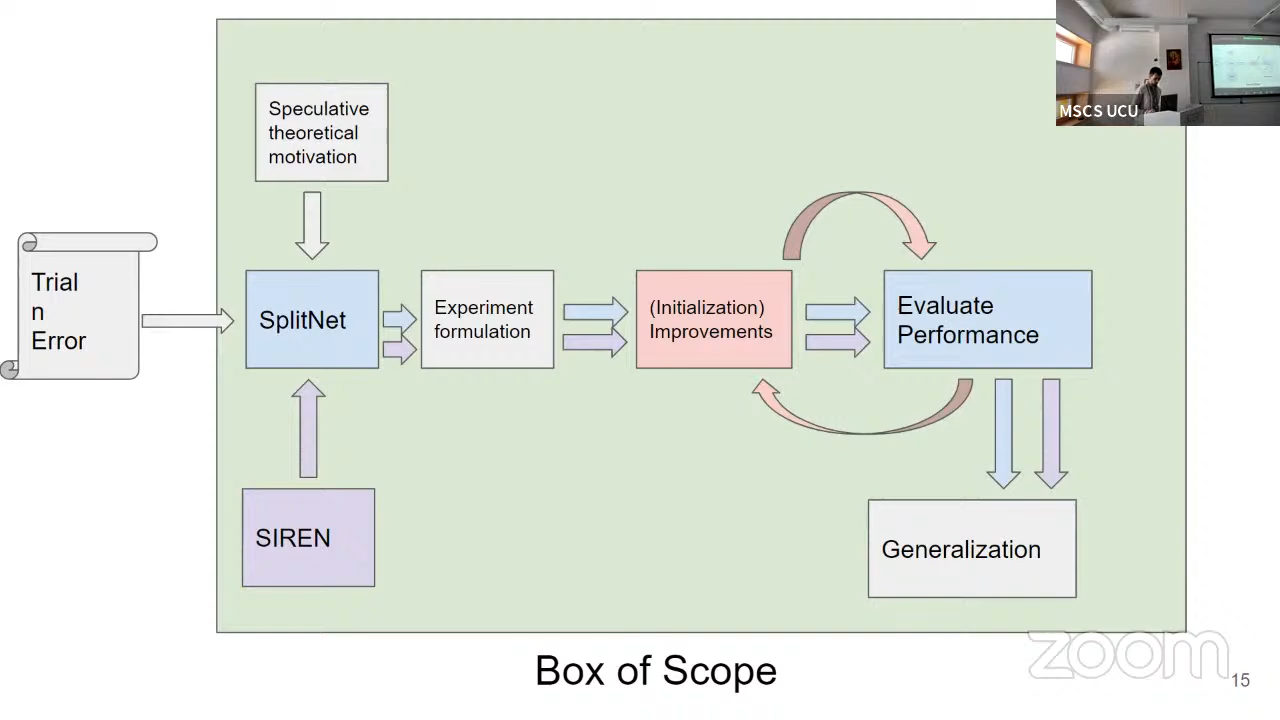 Speculative
theoretical
motivation
MSCS UCU
Trial
n
Error
SplitNet
Experiment
formulation
(Initialization)
Improvements
Evaluate
Performance
SIREN
Generalization
Box of Scope
zoom
15